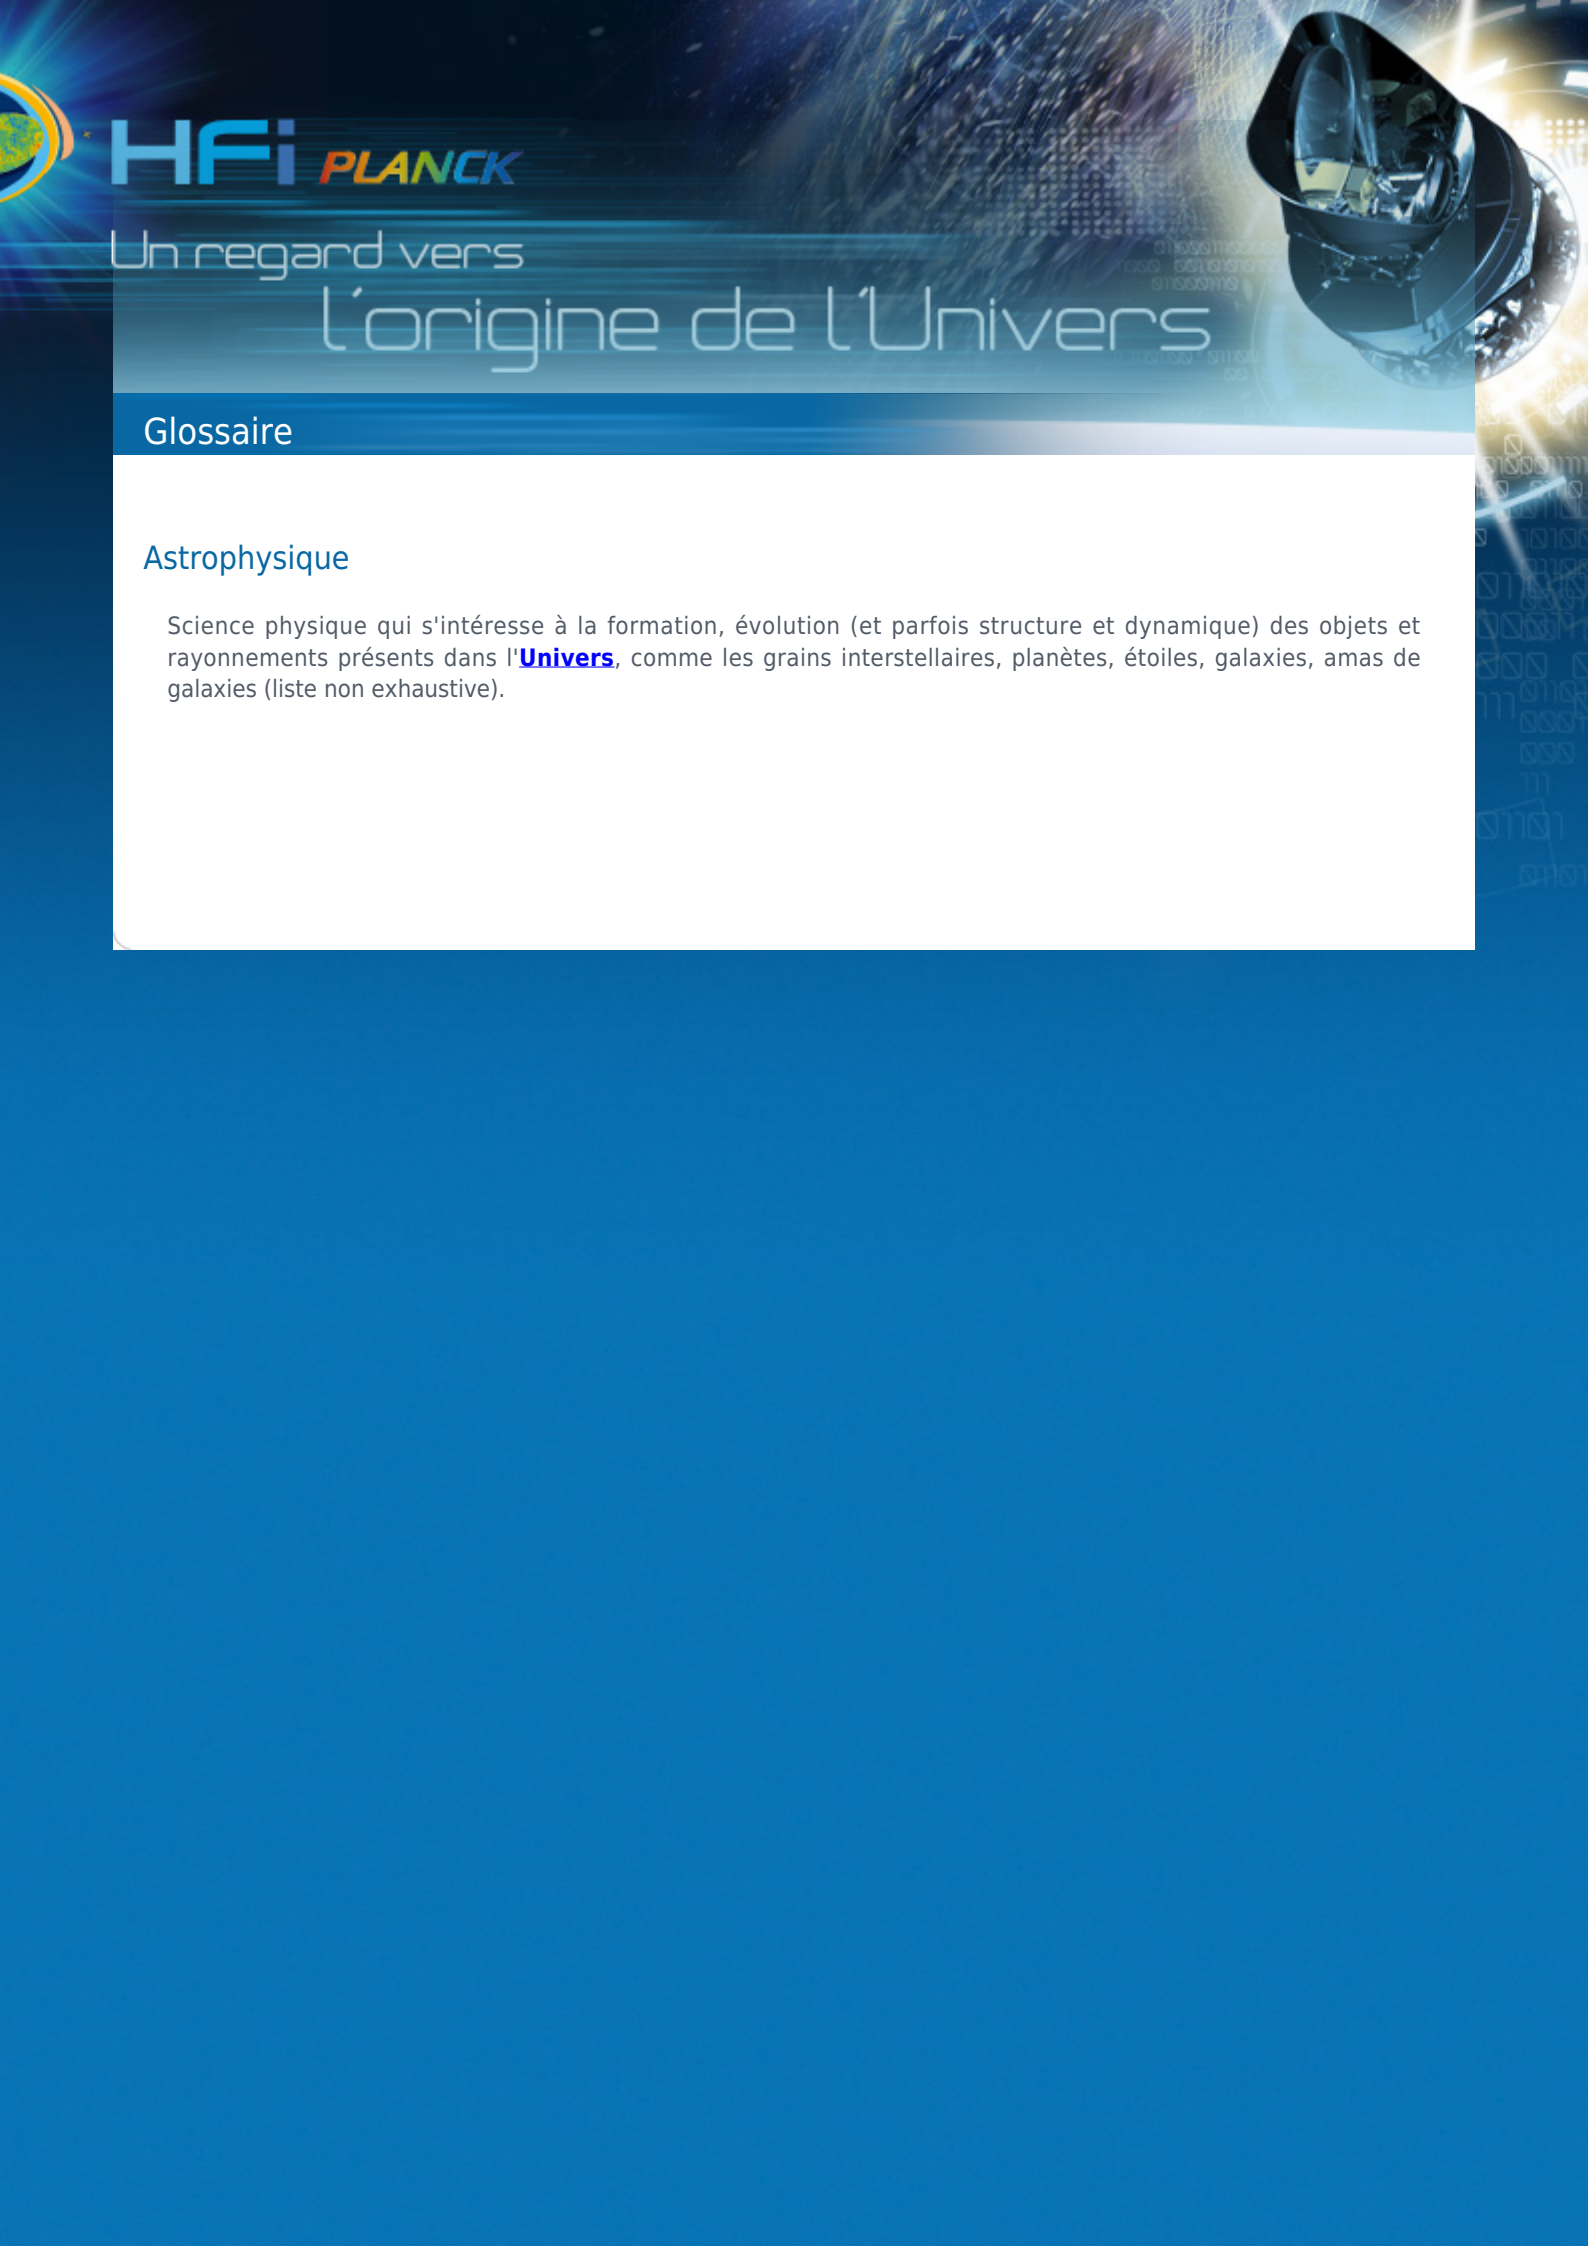 HFi PLANCK
Un regard vers
l'origine de l'Univers
Glossaire
Astrophysique
Science physique qui s'intéresse à la formation, évolution (et parfois structure et dynamique) des objets et
rayonnements présents dans l'Univers, comme les grains interstellaires, planètes, étoiles, galaxies, amas de
galaxies (liste non exhaustive).